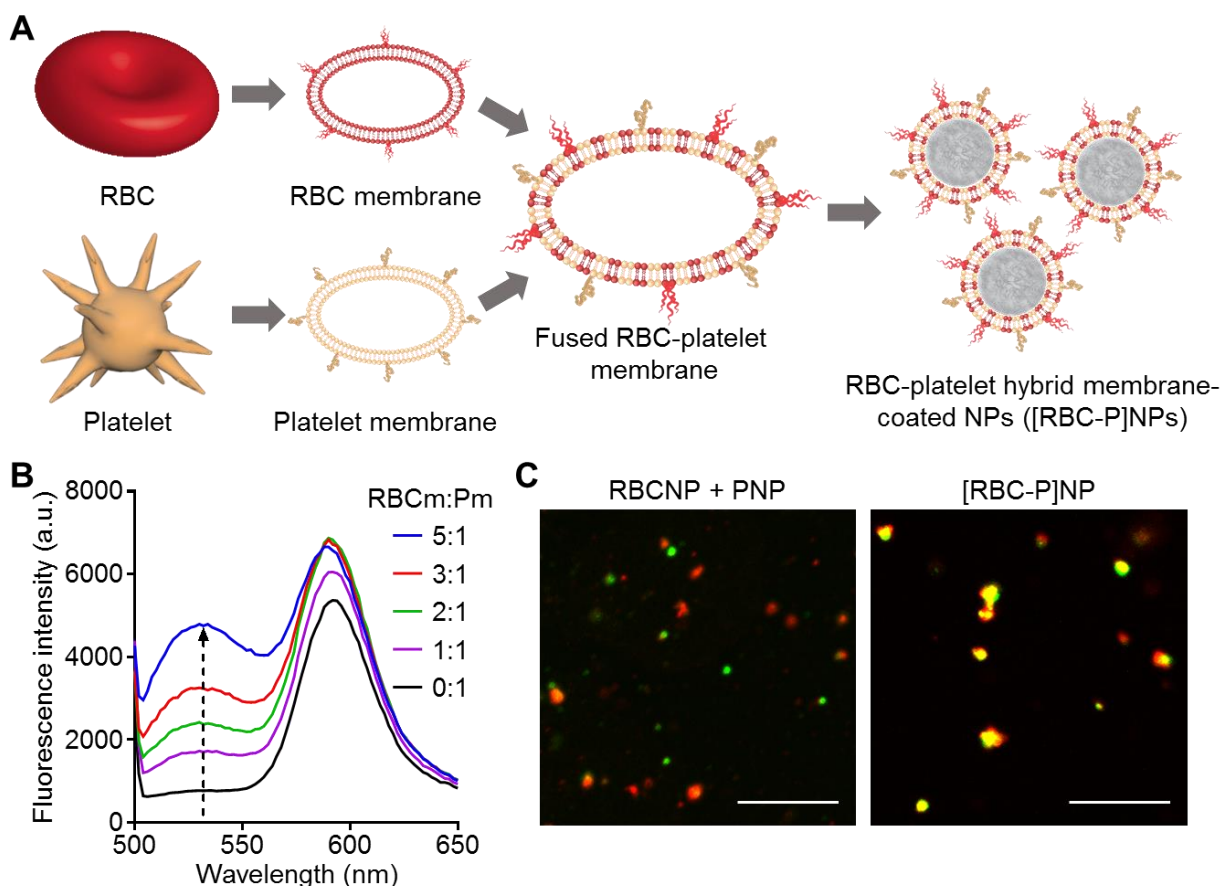 A
RBC
RBC membrane
Platelet
Platelet membrane
Fused RBC-platelet
membrane
RBC-platelet hybrid membrane-
coated NPs ([RBC-P]NPs)
B
Fluorescence intensity (a.u.)
8000
6000
4000
2000
0
500
550
600
650
Wavelength (nm)
RBCm:Pm
5:1
3:1
2:1
1:1
0:1
C
RBCNP + PNP
[RBC-P]NP